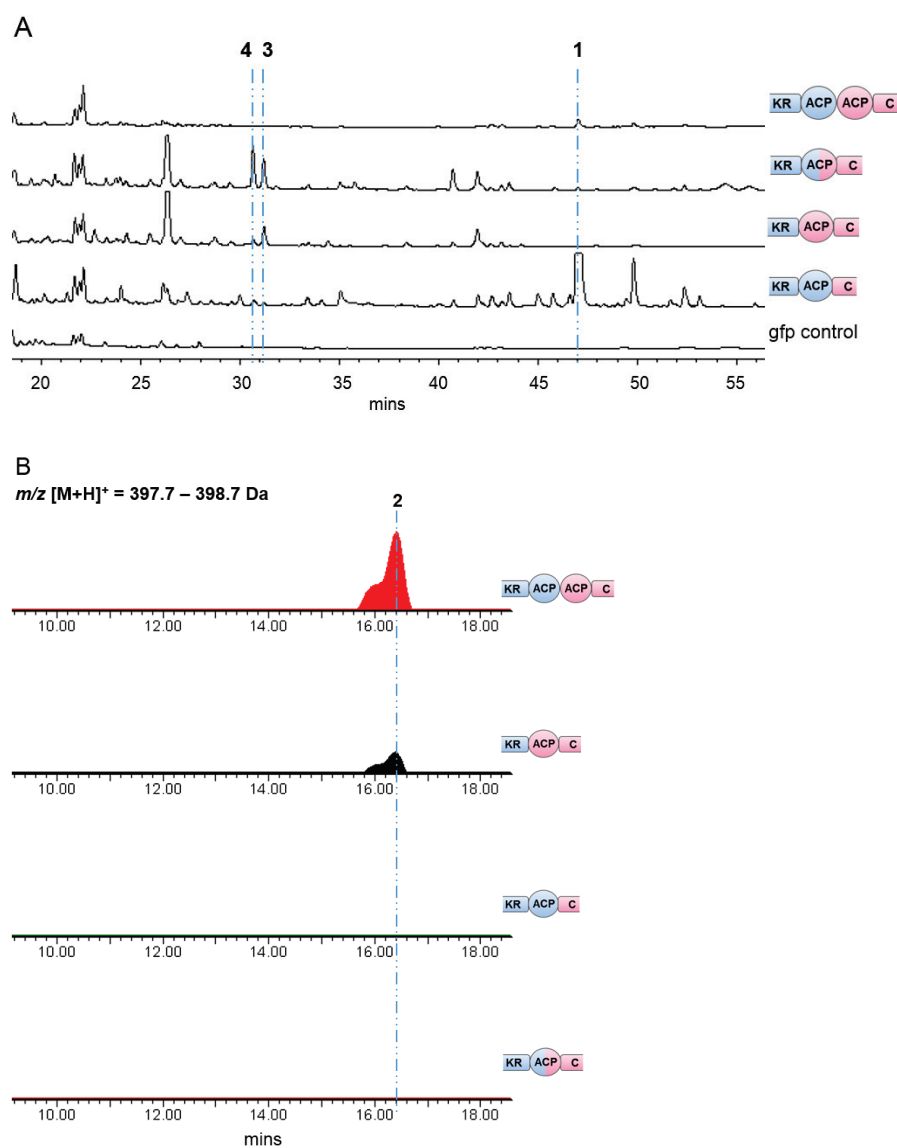 A
4 3 1
KR ACP ACP C
KR ACP C
KR ACP C
KR ACP C
gfp control
20 25 30 35 40 45 50 55
mins
B
m/z [M+H]+ = 397.7 – 398.7 Da
2
KR ACP ACP C
10.00 12.00 14.00 16.00 18.00
KR ACP C
10.00 12.00 14.00 16.00 18.00
KR ACP C
10.00 12.00 14.00 16.00 18.00
KR ACP C
10.00 12.00 14.00 16.00 18.00
mins